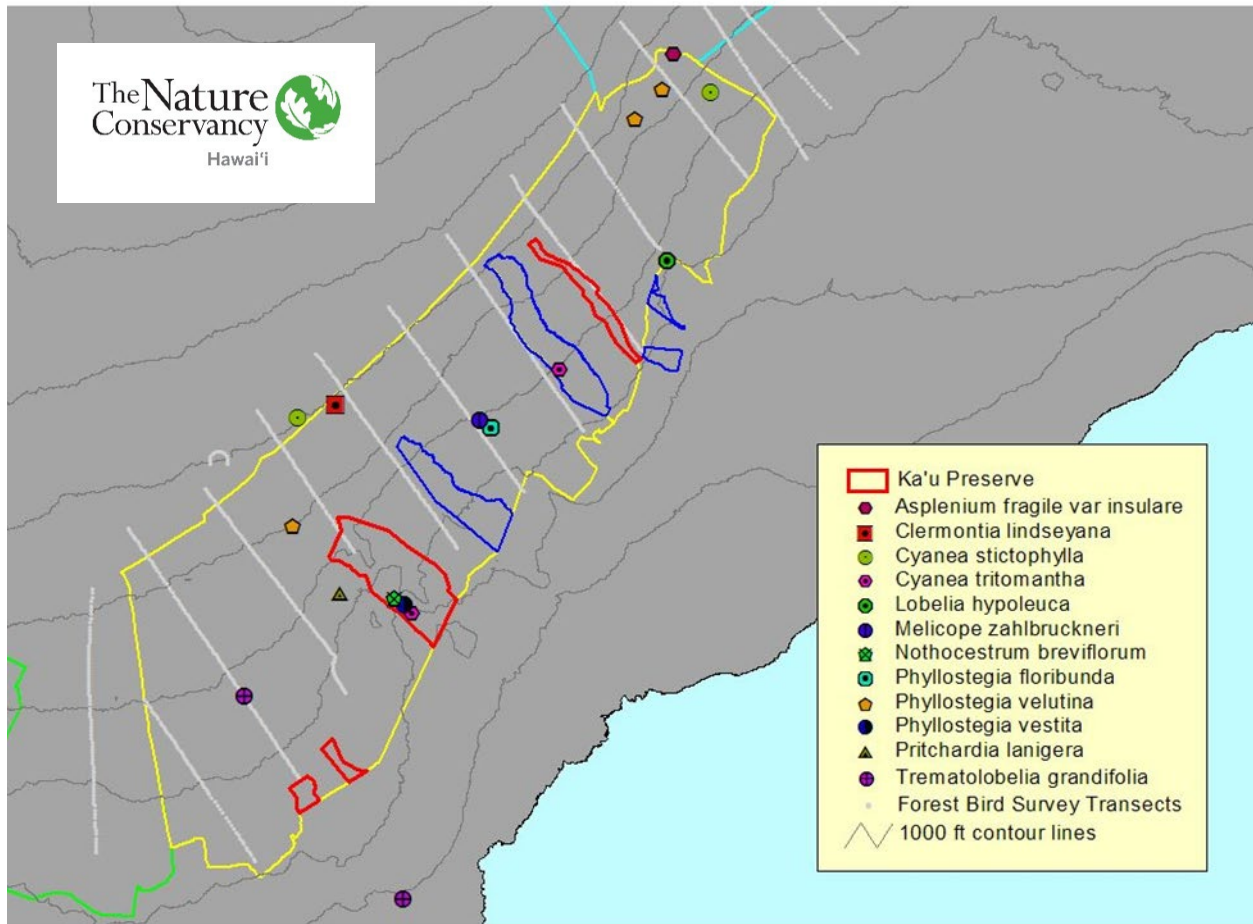 The Nature
Conservancy
Hawai‘i
Ka'u Preserve
Asplenium fragile var insulare
Clermontia lindseyana
Cyanea stictophylla
Cyanea tritomantha
Lobelia hypoleuca
Melicope zahlbruckneri
Nothocestrum breviflorum
Phyllostegia floribunda
Phyllostegia velutina
Phyllostegia vestita
Pritchardia lanigera
Trematolobelia grandifolia
Forest Bird Survey Transects
1000 ft contour lines